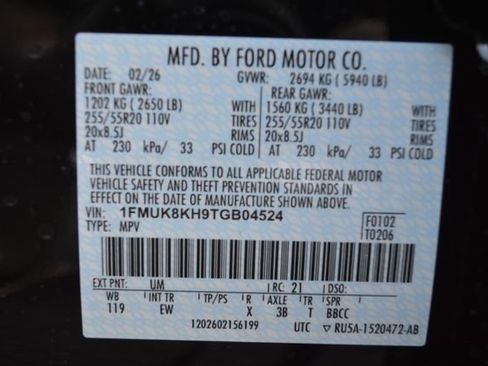 MFD. BY FORD MOTOR CO.
DATE: 02/26 GVWR: 2694 KG ( 5940 LB)
FRONT GAWR: REAR GAWR:
1202 KG ( 2650 LB) WITH 1560 KG ( 3440 LB) WITH
255/55R20 110V TIRES 255/55R20 110V TIRES
20x8.5J RIMS 20x8.5J RIMS
AT 230 kPa/ 33 PSI COLD AT 230 kPa/ 33 PSI COLD
THIS VEHICLE CONFORMS TO ALL APPLICABLE FEDERAL MOTOR
VEHICLE SAFETY AND THEFT PREVENTION STANDARDS IN
EFFECT ON THE DATE OF MANUFACTURE SHOWN ABOVE.
VIN: 1FMUK8KH9TGB04524 F0102
TYPE: MPV T0206
EXT PNT: UM RC: 21 DSO:
WB INT TR TP/PS R AXLE TR SPR
119 EW X 3B T BBCC
1202602156199 UTC ▽ RU5A-1520472-AB